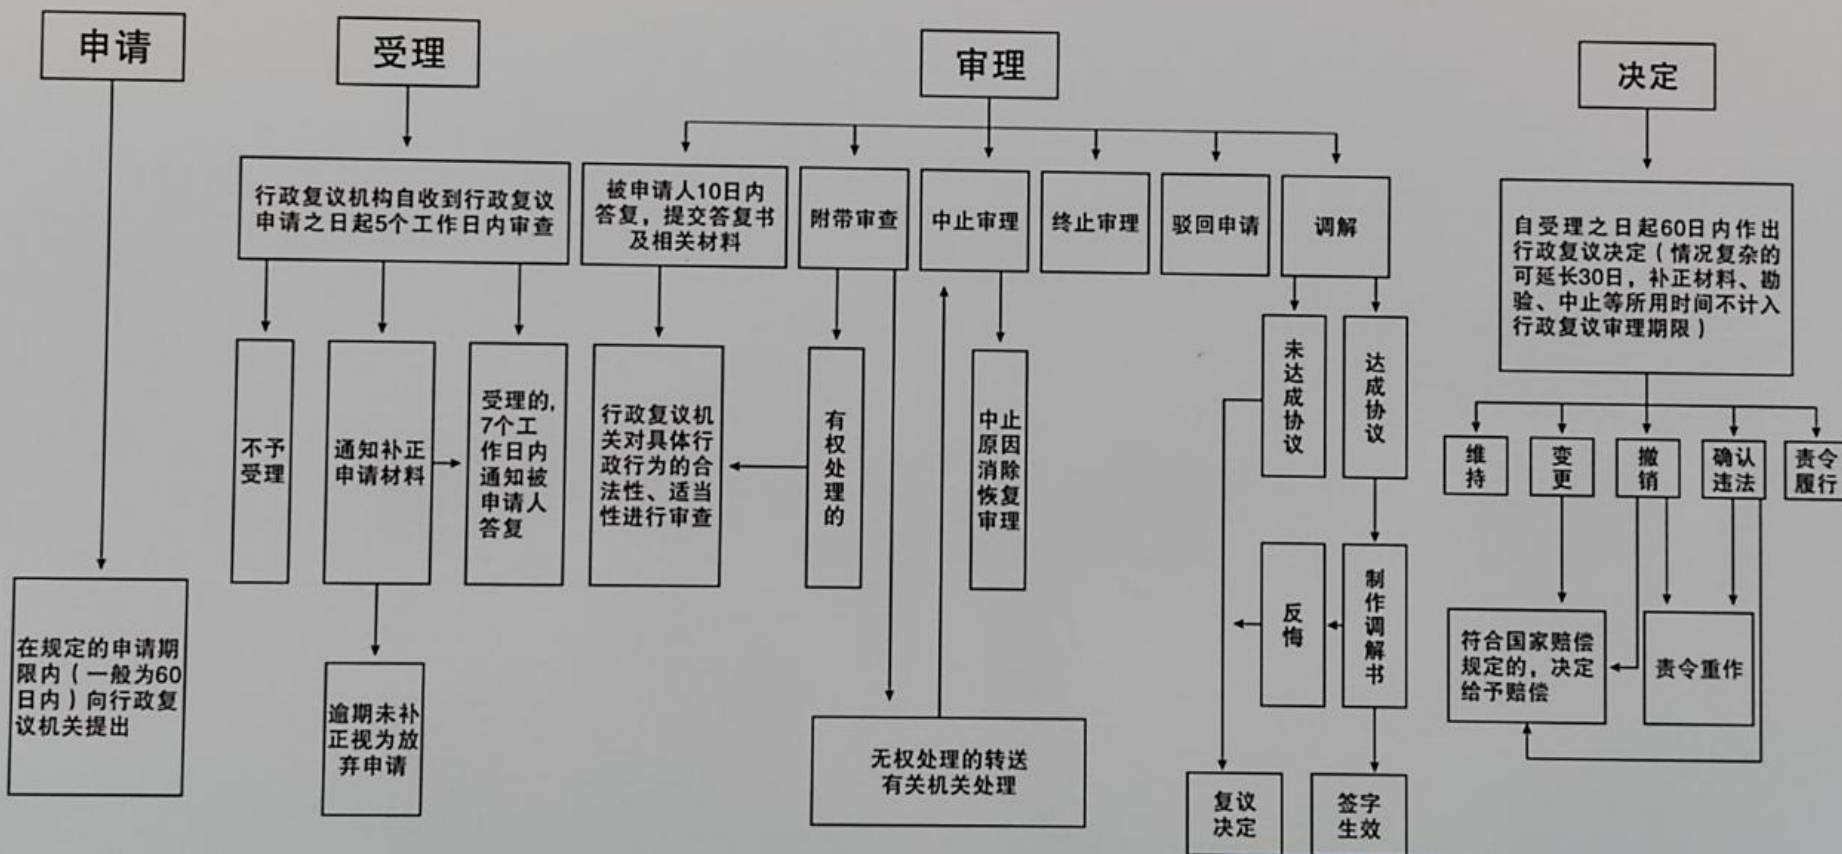 申请
在规定的申请期
限内（一般为60
日内）向行政复
议机关提出
受理
行政复议机构自收到行政复议
申请之日起5个工作日内审查
不予
受理
通知补正
申请材料
逾期未补
正视为放
弃申请
受理的，
7个工
作日内
通知被
申请人
答复
审理
被申请人10日内
答复，提交答复书
及相关材料
行政复议机
关对具体行
政行为的合
法性、适当
性进行审查
附带审查
有
权
处
理
的
无权处理的转送
有关机关处理
中止审理
中止
原因
消除
恢复
审理
终止审理
驳回申请
调解
未
达
成
协
议
达
成
协
议
反
悔
制
作
调
解
书
复议
决定
签字
生效
决定
自受理之日起60日内作出
行政复议决定（情况复杂的
可延长30日，补正材料、勘
验、中止等所用时间不计入
行政复议审理期限）
维
持
变
更
撤
销
确认
违法
责令
履行
符合国家赔偿
规定的，决定
给予赔偿
责令重作